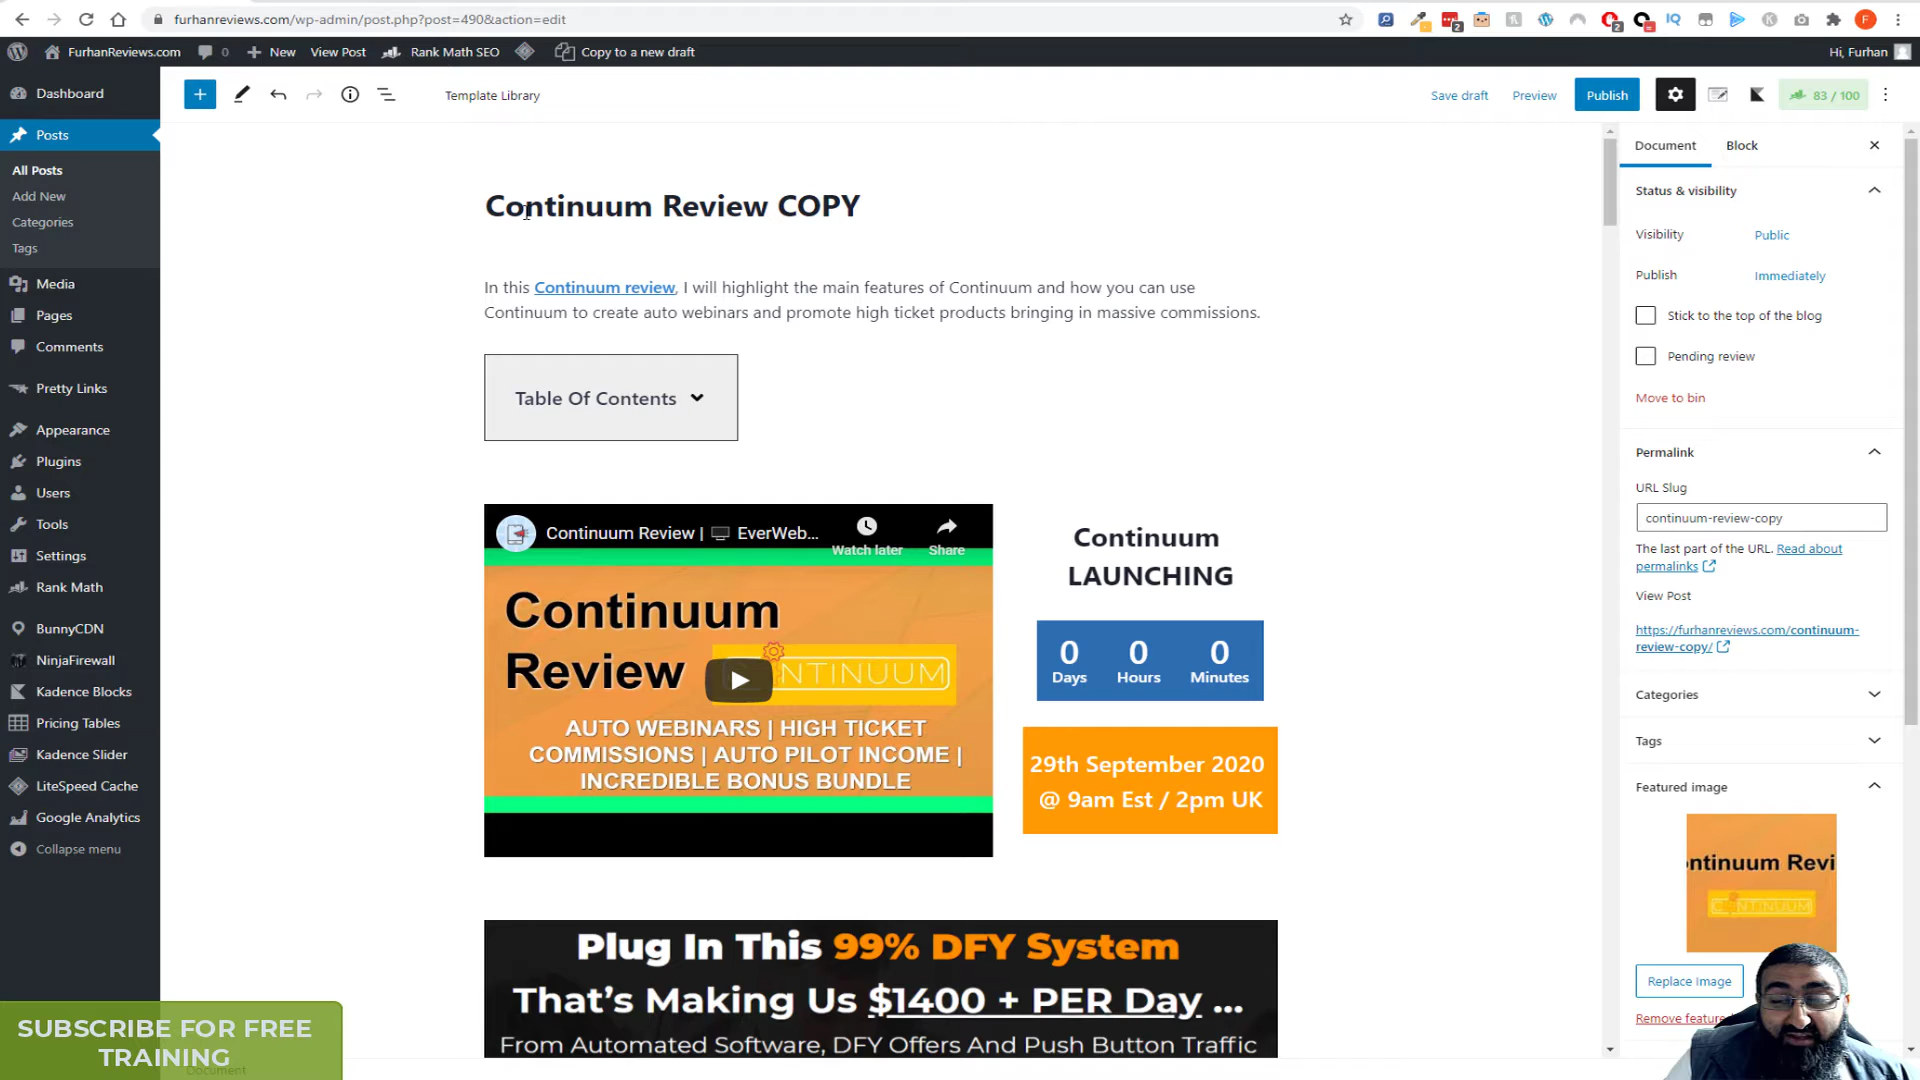 furhanreviews.com/wp-admin/post.php?post=490&action=edit
FurhanReviews.com 0 New View Post Rank Math SEO Copy to a new draft Hi, Furhan
Dashboard
Posts
All Posts
Add New
Categories
Tags
Media
Pages
Comments
Pretty Links
Appearance
Plugins
Users
Tools
Settings
Rank Math
BunnyCDN
NinjaFirewall
Kadence Blocks
Pricing Tables
Kadence Slider
LiteSpeed Cache
Google Analytics
Collapse menu
Template Library
Save draft Preview Publish 83 / 100
Continuum Review COPY
In this Continuum review, I will highlight the main features of Continuum and how you can use
Continuum to create auto webinars and promote high ticket products bringing in massive commissions.
Table Of Contents
Continuum Review | EverWeb...
Watch later Share
Continuum
Review
CONTINUUM
AUTO WEBINARS | HIGH TICKET
COMMISSIONS | AUTO PILOT INCOME |
INCREDIBLE BONUS BUNDLE
Continuum
LAUNCHING
0 0 0
Days Hours Minutes
29th September 2020
@ 9am Est / 2pm UK
Plug In This 99% DFY System
That's Making Us $1400 + PER Day ...
From Automated Software, DFY Offers And Push Button Traffic
Document Block
Status & visibility
Visibility Public
Publish Immediately
Stick to the top of the blog
Pending review
Move to bin
Permalink
URL Slug
continuum-review-copy
The last part of the URL. Read about
permalinks
View Post
https://furhanreviews.com/continuum-
review-copy/
Categories
Tags
Featured image
ntinuum Revi
CONTINUUM
Replace Image
Remove featur
SUBSCRIBE FOR FREE
TRAINING
Document